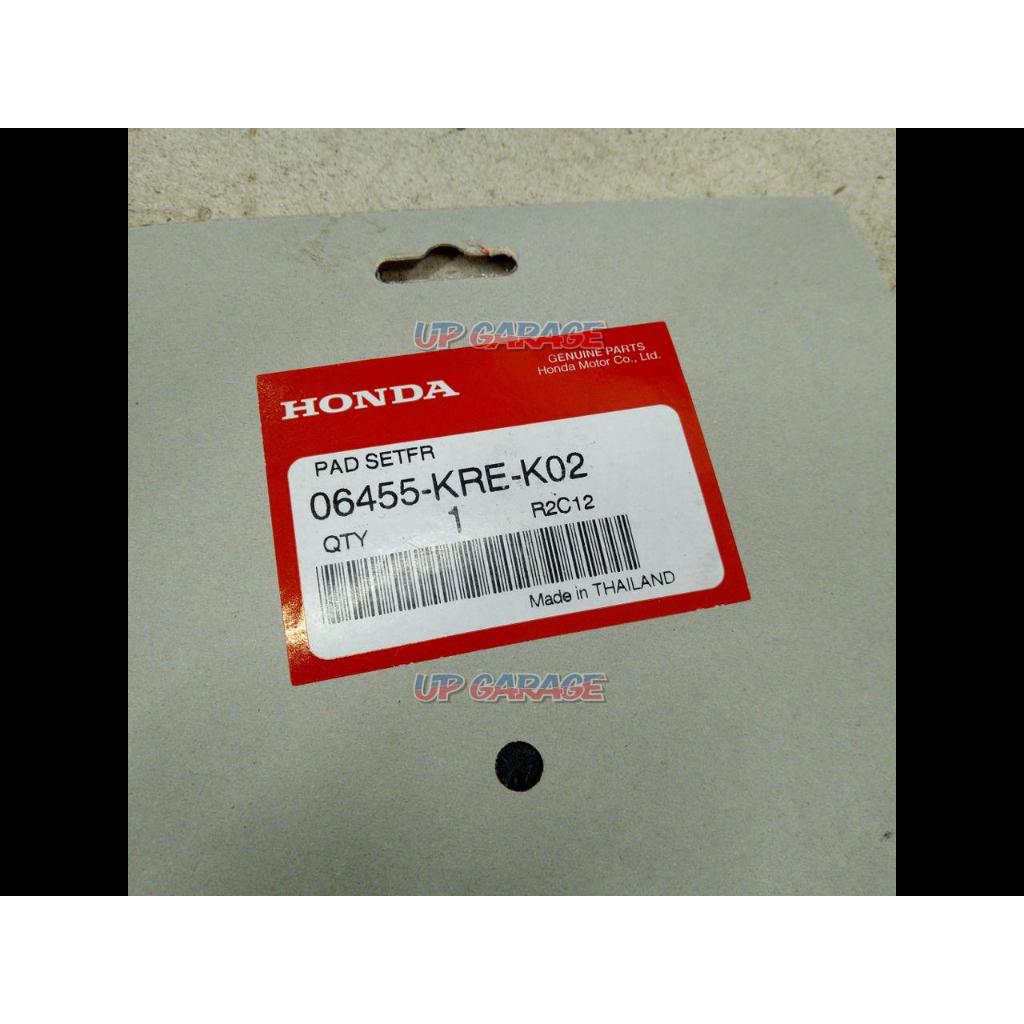 UP GARAGE
GENUINE PARTS
Honda Motor Co., Ltd.
HONDA
PAD SETFR
06455-KRE-K02
QTY 1 R2C12
Made in THAILAND
UP GARAGE